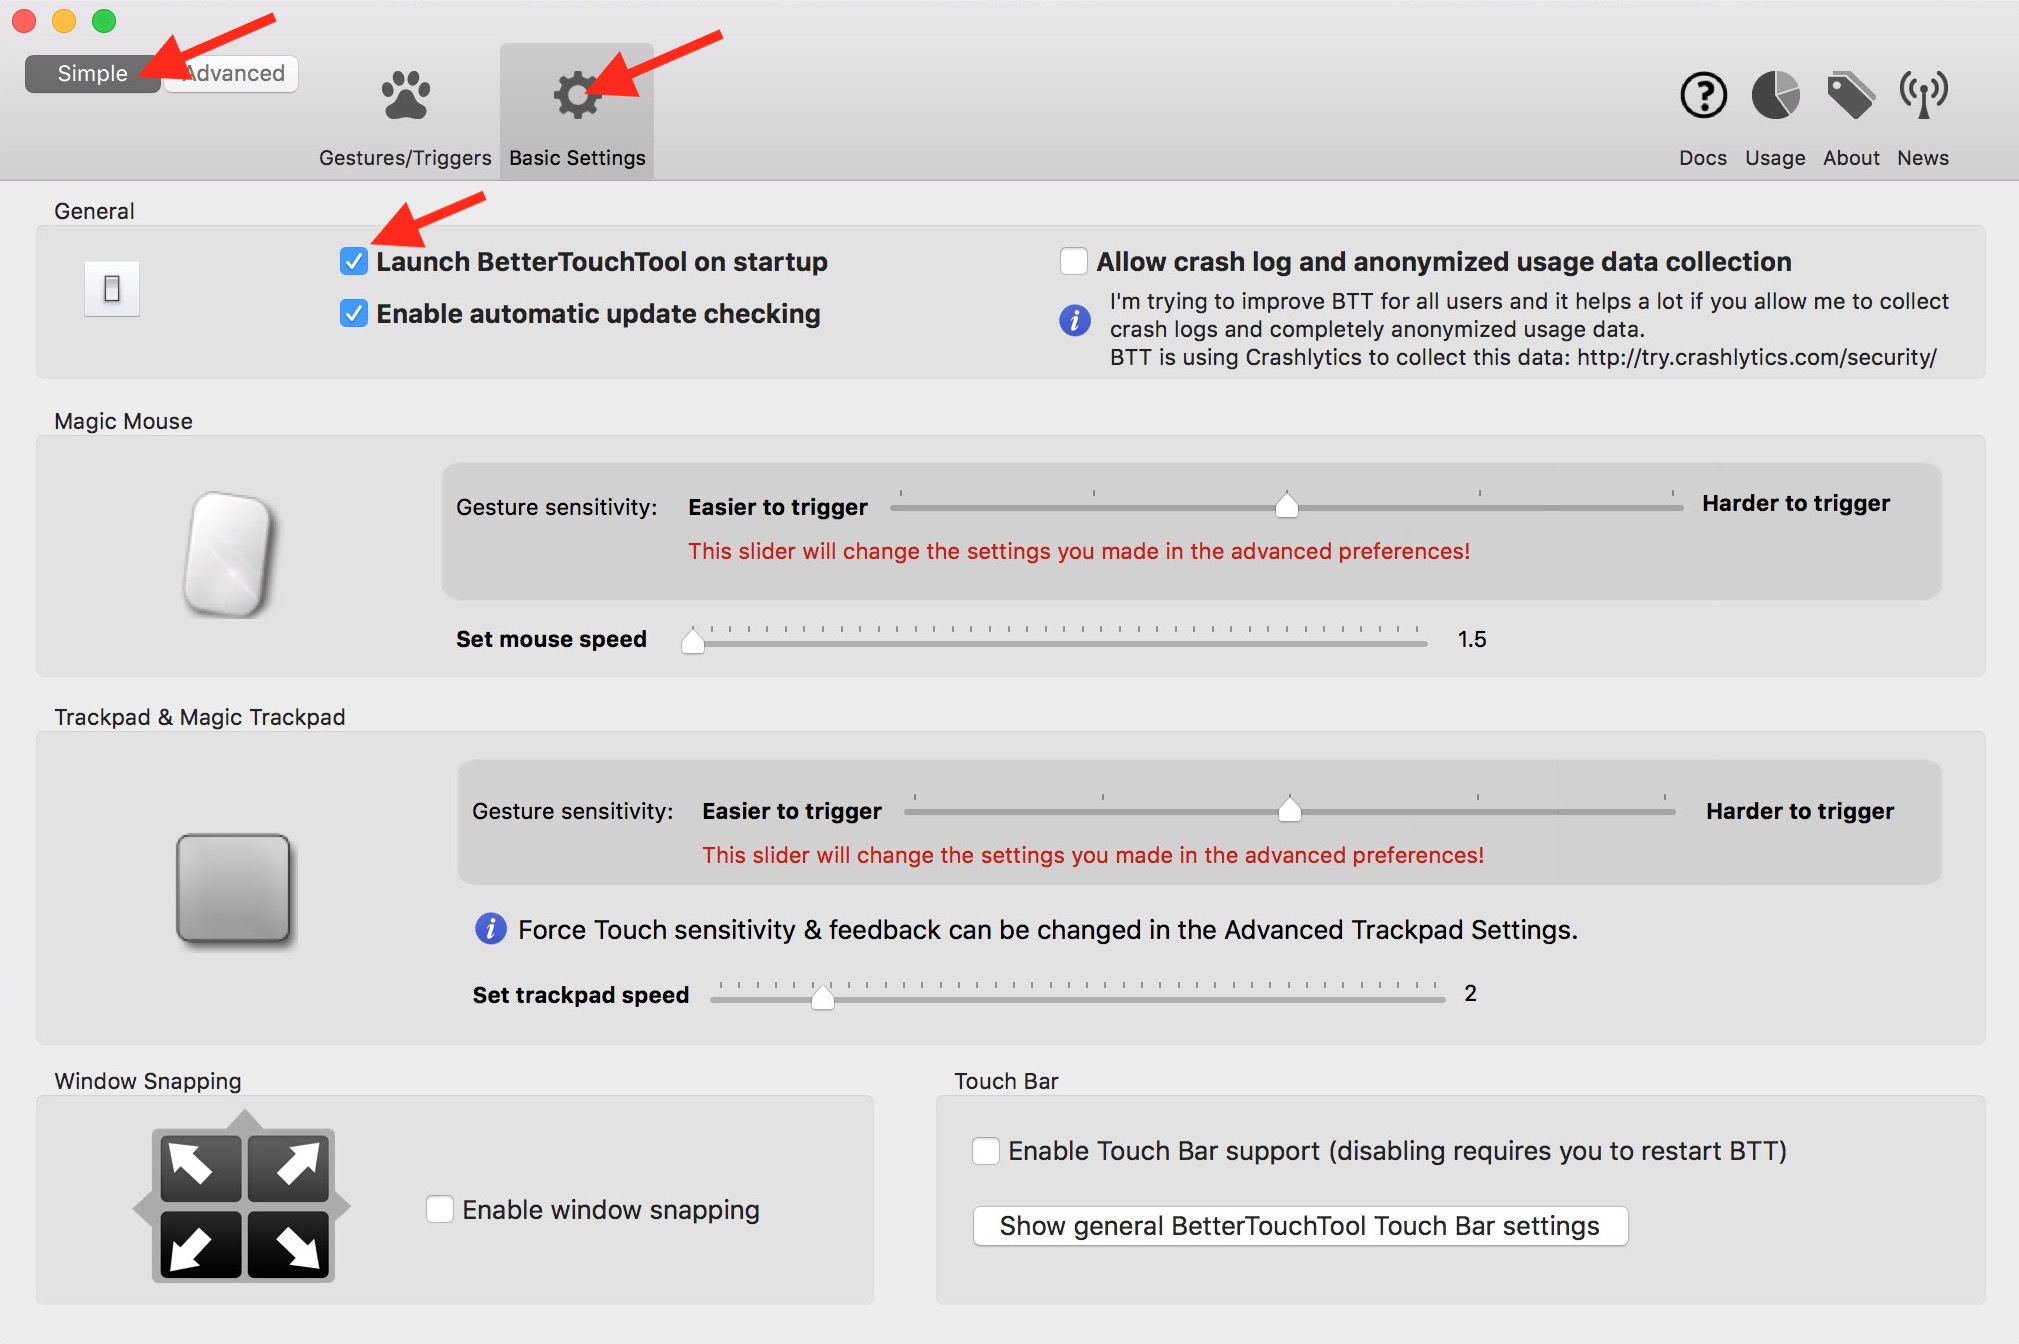 Simple
Advanced
Gestures/Triggers
Basic Settings
Docs
Usage
About
News
General
Launch BetterTouchTool on startup
Enable automatic update checking
Allow crash log and anonymized usage data collection
I'm trying to improve BTT for all users and it helps a lot if you allow me to collect
crash logs and completely anonymized usage data.
BTT is using Crashlytics to collect this data: http://try.crashlytics.com/security/
Magic Mouse
Gesture sensitivity: Easier to trigger Harder to trigger
This slider will change the settings you made in the advanced preferences!
Set mouse speed 1.5
Trackpad & Magic Trackpad
Gesture sensitivity: Easier to trigger Harder to trigger
This slider will change the settings you made in the advanced preferences!
Force Touch sensitivity & feedback can be changed in the Advanced Trackpad Settings.
Set trackpad speed 2
Window Snapping
Enable window snapping
Touch Bar
Enable Touch Bar support (disabling requires you to restart BTT)
Show general BetterTouchTool Touch Bar settings